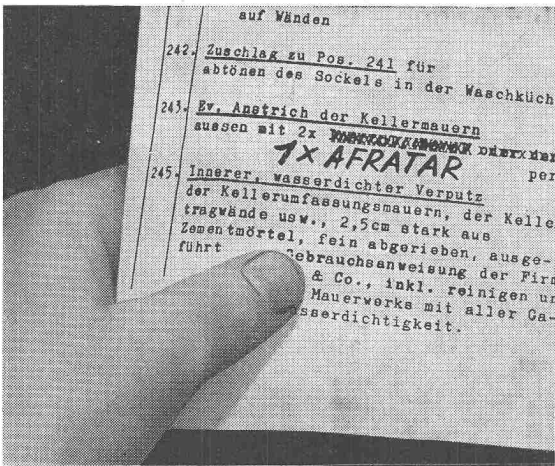 auf Wänden
242. Zuschlag zu Pos. 241 für
abtönen des Sockels in der Waschküch
243. Ev. Anstrich der Kellermauern
aussen mit 2x
1x AFRATAR per
245. Innerer, wasserdichter Verputz
der Kellerumfassungsmauern, der Kelle
tragwände usw., 2,5cm stark aus
Zementmörtel, fein abgerieben, ausge-
führt Gebrauchsanweisung der Firm
& Co., inkl. reinigen un
Mauerwerks mit aller Ga-
sserdichtigkeit.